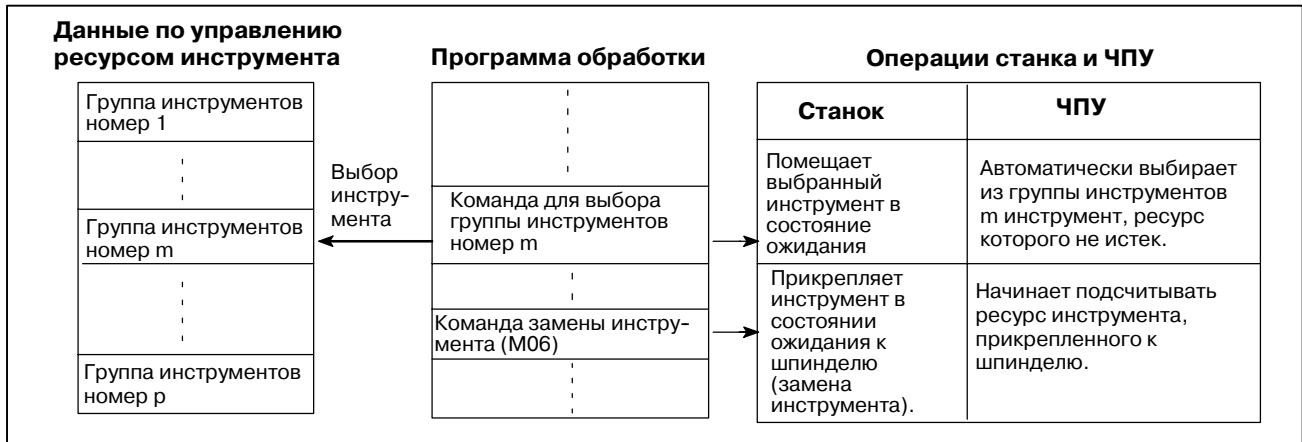 Данные по управлению
ресурсом инструмента
Группа инструментов
номер 1
Группа инструментов
номер m
Группа инструментов
номер p
Выбор
инстру-
мента
Программа обработки
Команда для выбора
группы инструментов
номер m
Команда замены инстру-
мента (M06)
Операции станка и ЧПУ
Станок
ЧПУ
Помещает
выбранный
инструмент в
состояние
ожидания
Автоматически выбирает
из группы инструментов
m инструмент, ресурс
которого не истек.
Прикрепляет
инструмент в
состоянии
ожидания к
шпинделю
(замена
инструмента).
Начинает подсчитывать
ресурс инструмента,
прикрепленного к
шпинделю.